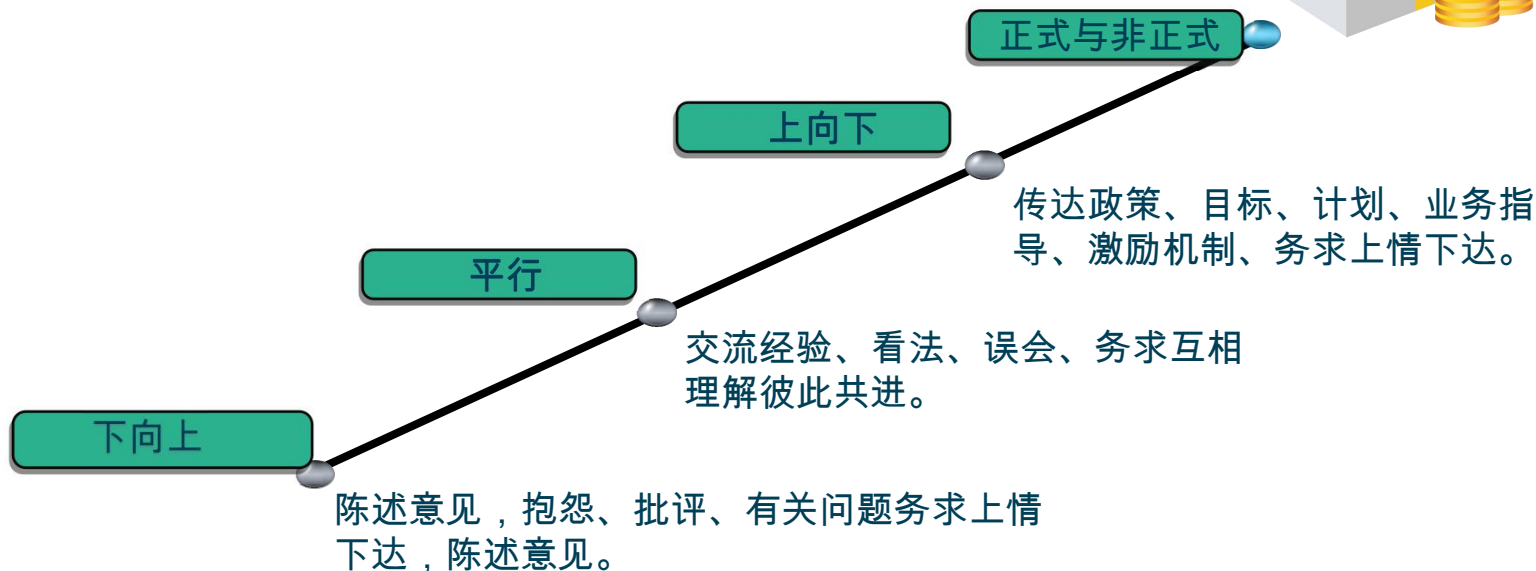 正式与非正式
上向下
传达政策、目标、计划、业务指
导、激励机制、务求上情下达。
平行
交流经验、看法、误会、务求互相
理解彼此共进。
下向上
陈述意见，抱怨、批评、有关问题务求上情
下达，陈述意见。